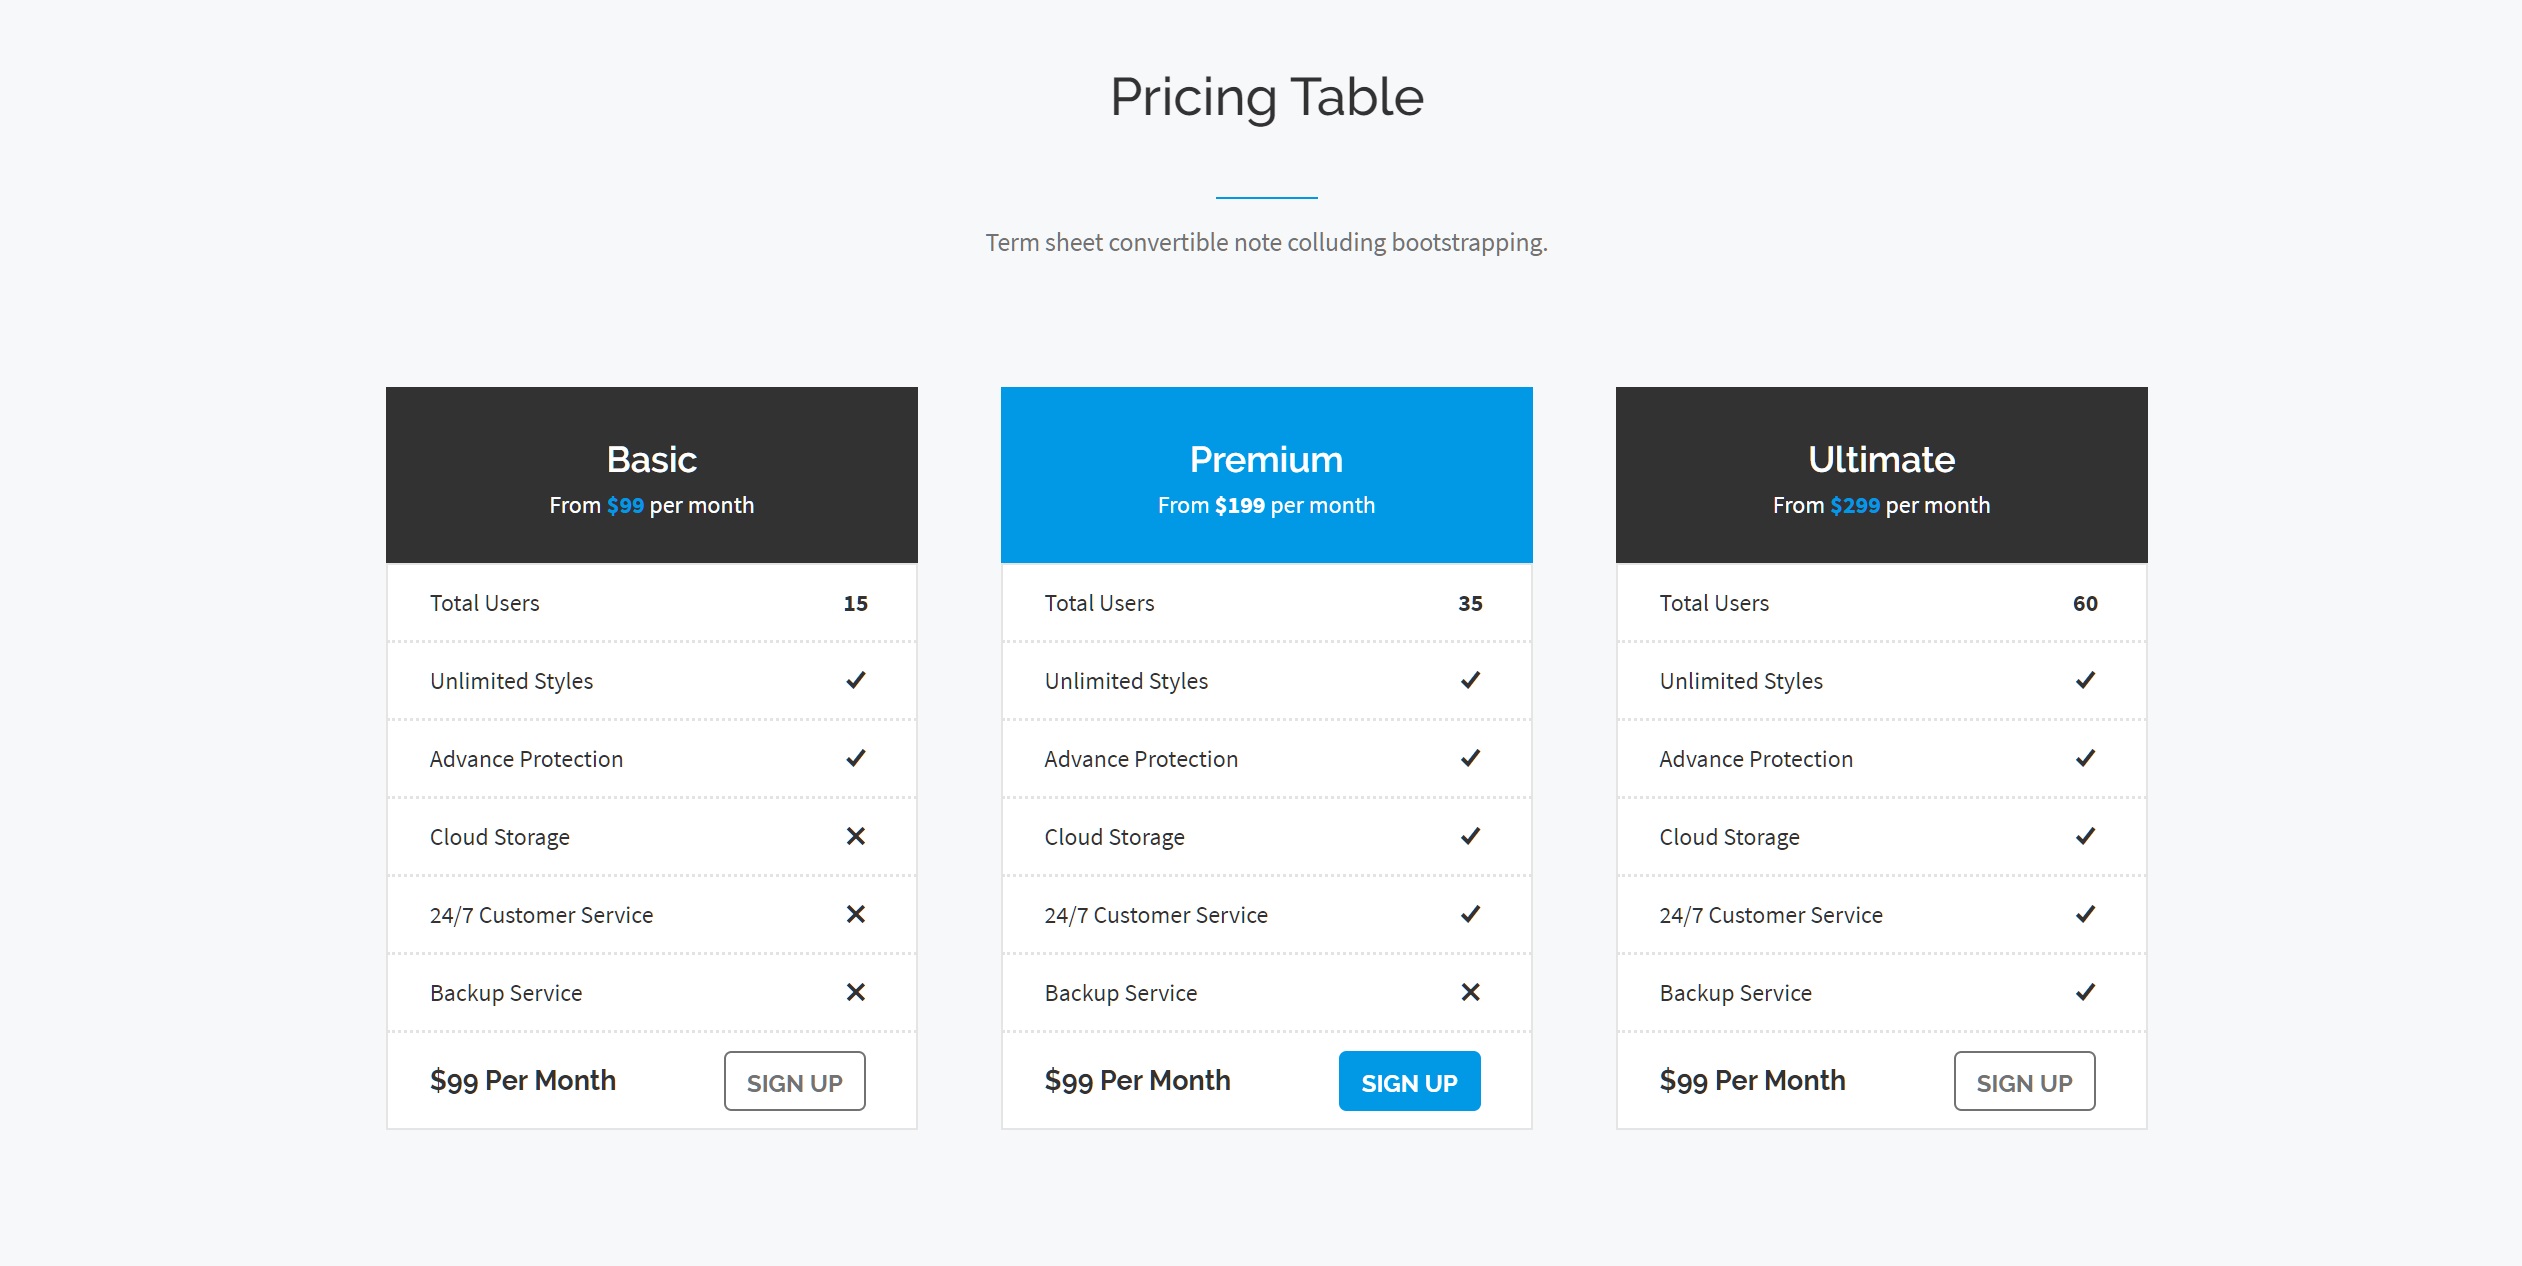 Pricing Table
Term sheet convertible note colluding bootstrapping.
Basic
From $99 per month
Total Users 15
Unlimited Styles
Advance Protection
Cloud Storage
24/7 Customer Service
Backup Service
$99 Per Month SIGN UP
Premium
From $199 per month
Total Users 35
Unlimited Styles
Advance Protection
Cloud Storage
24/7 Customer Service
Backup Service
$99 Per Month SIGN UP
Ultimate
From $299 per month
Total Users 60
Unlimited Styles
Advance Protection
Cloud Storage
24/7 Customer Service
Backup Service
$99 Per Month SIGN UP